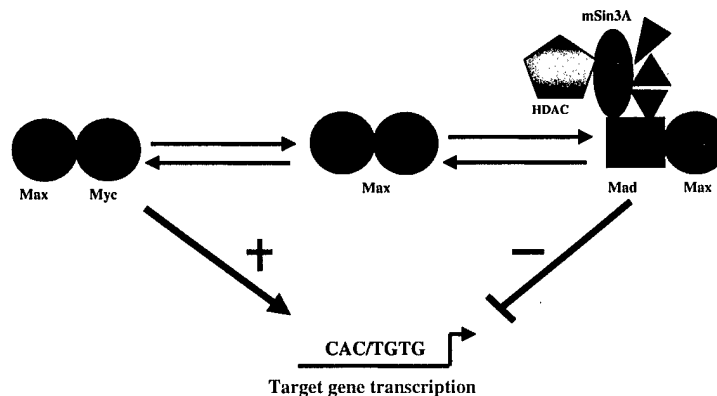 mSin3A
HDAC
Max Myc
Max
Mad Max
+
−
CAC/TGTG
Target gene transcription